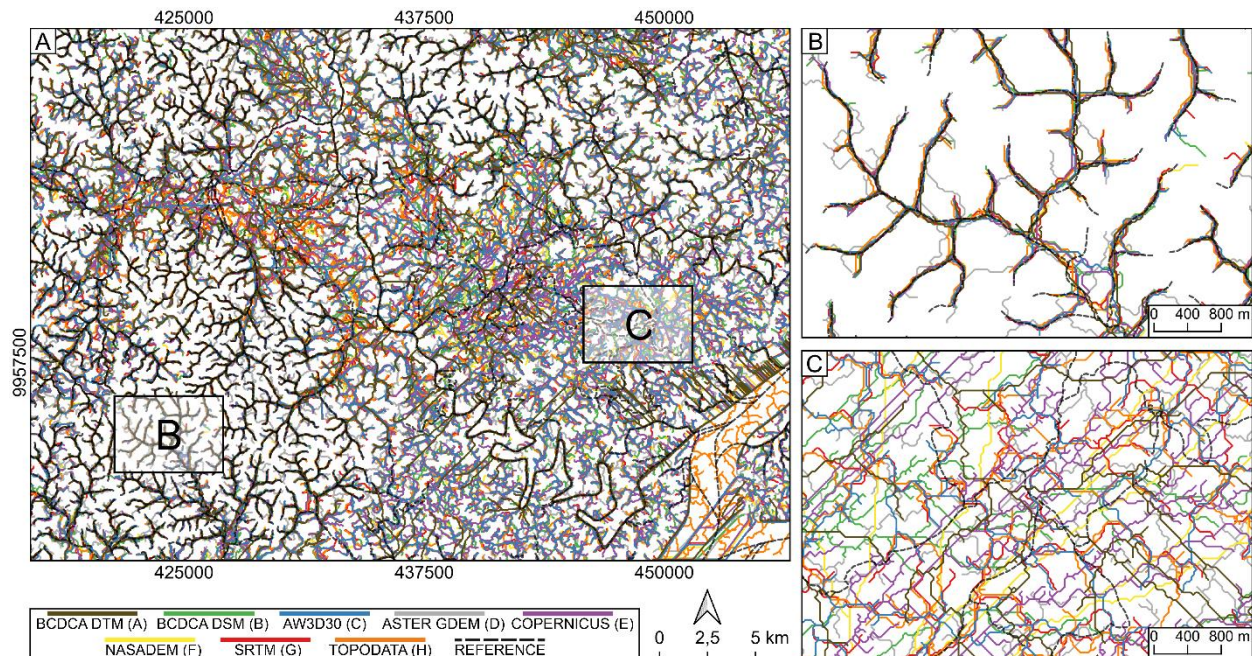 425000 437500 450000
A
B
C
9957500
B
0 400 800 m
C
0 400 800 m
425000 437500 450000
BCDCA DTM (A) BCDCA DSM (B) AW3D30 (C) ASTER GDEM (D) COPERNICUS (E)
NASADEM (F) SRTM (G) TOPODATA (H) REFERENCE
0 2,5 5 km